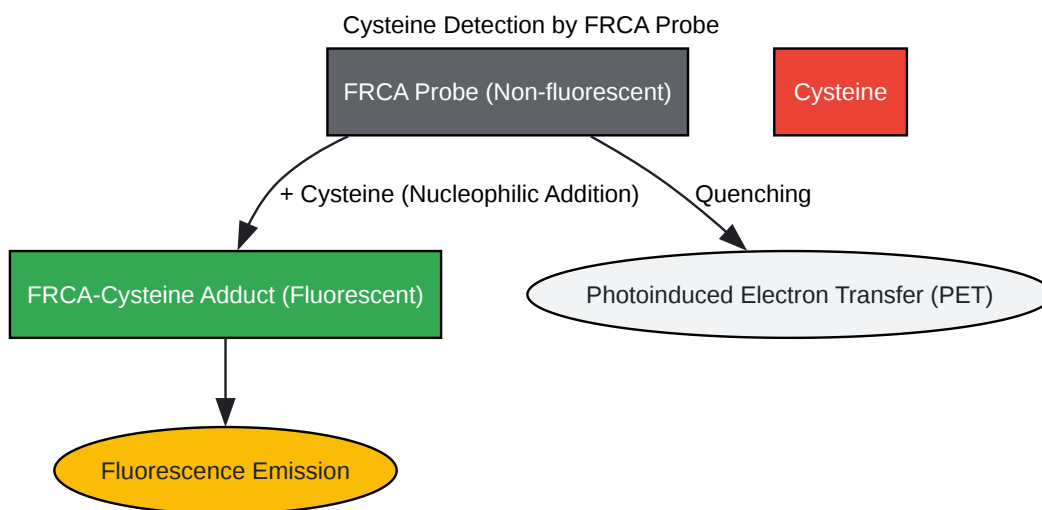 Cysteine Detection by FRCA Probe
FRCA Probe (Non-fluorescent)
Cysteine
+ Cysteine (Nucleophilic Addition)
Quenching
FRCA-Cysteine Adduct (Fluorescent)
Photoinduced Electron Transfer (PET)
Fluorescence Emission